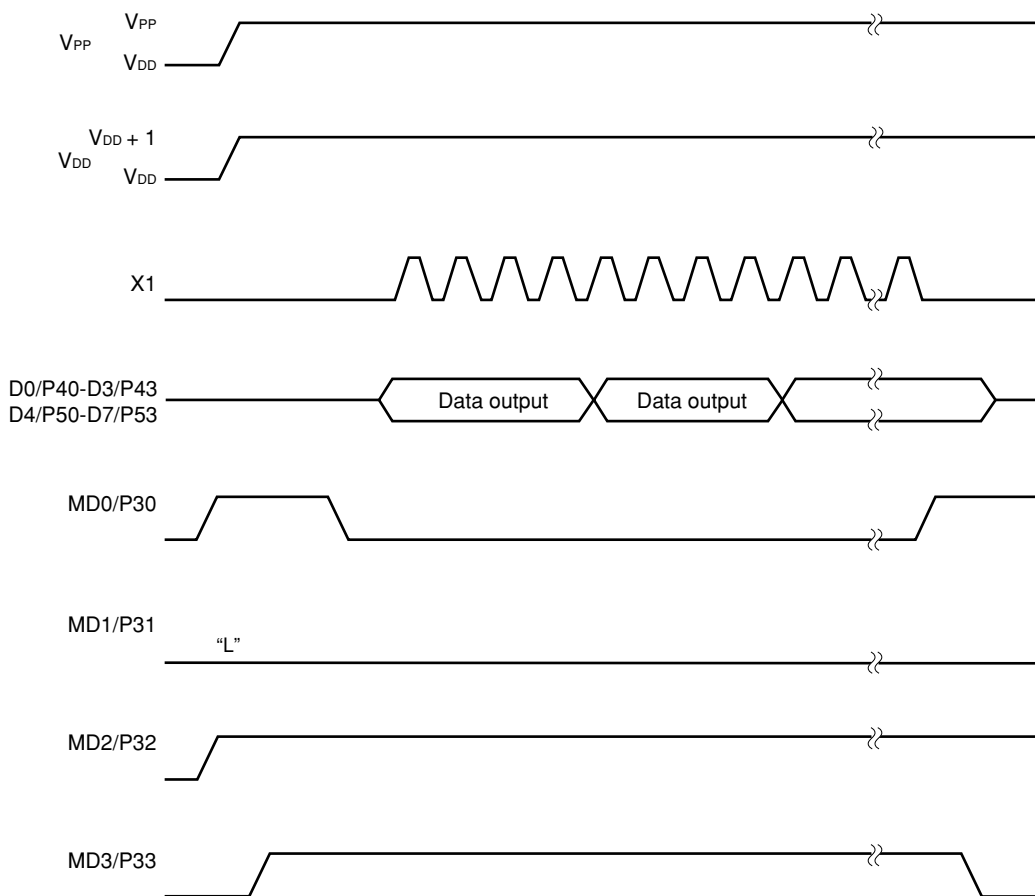 VPP
VPP
VDD
VDD + 1
VDD
VDD
X1
D0/P40-D3/P43
D4/P50-D7/P53
Data output
Data output
MD0/P30
MD1/P31
“L”
MD2/P32
MD3/P33